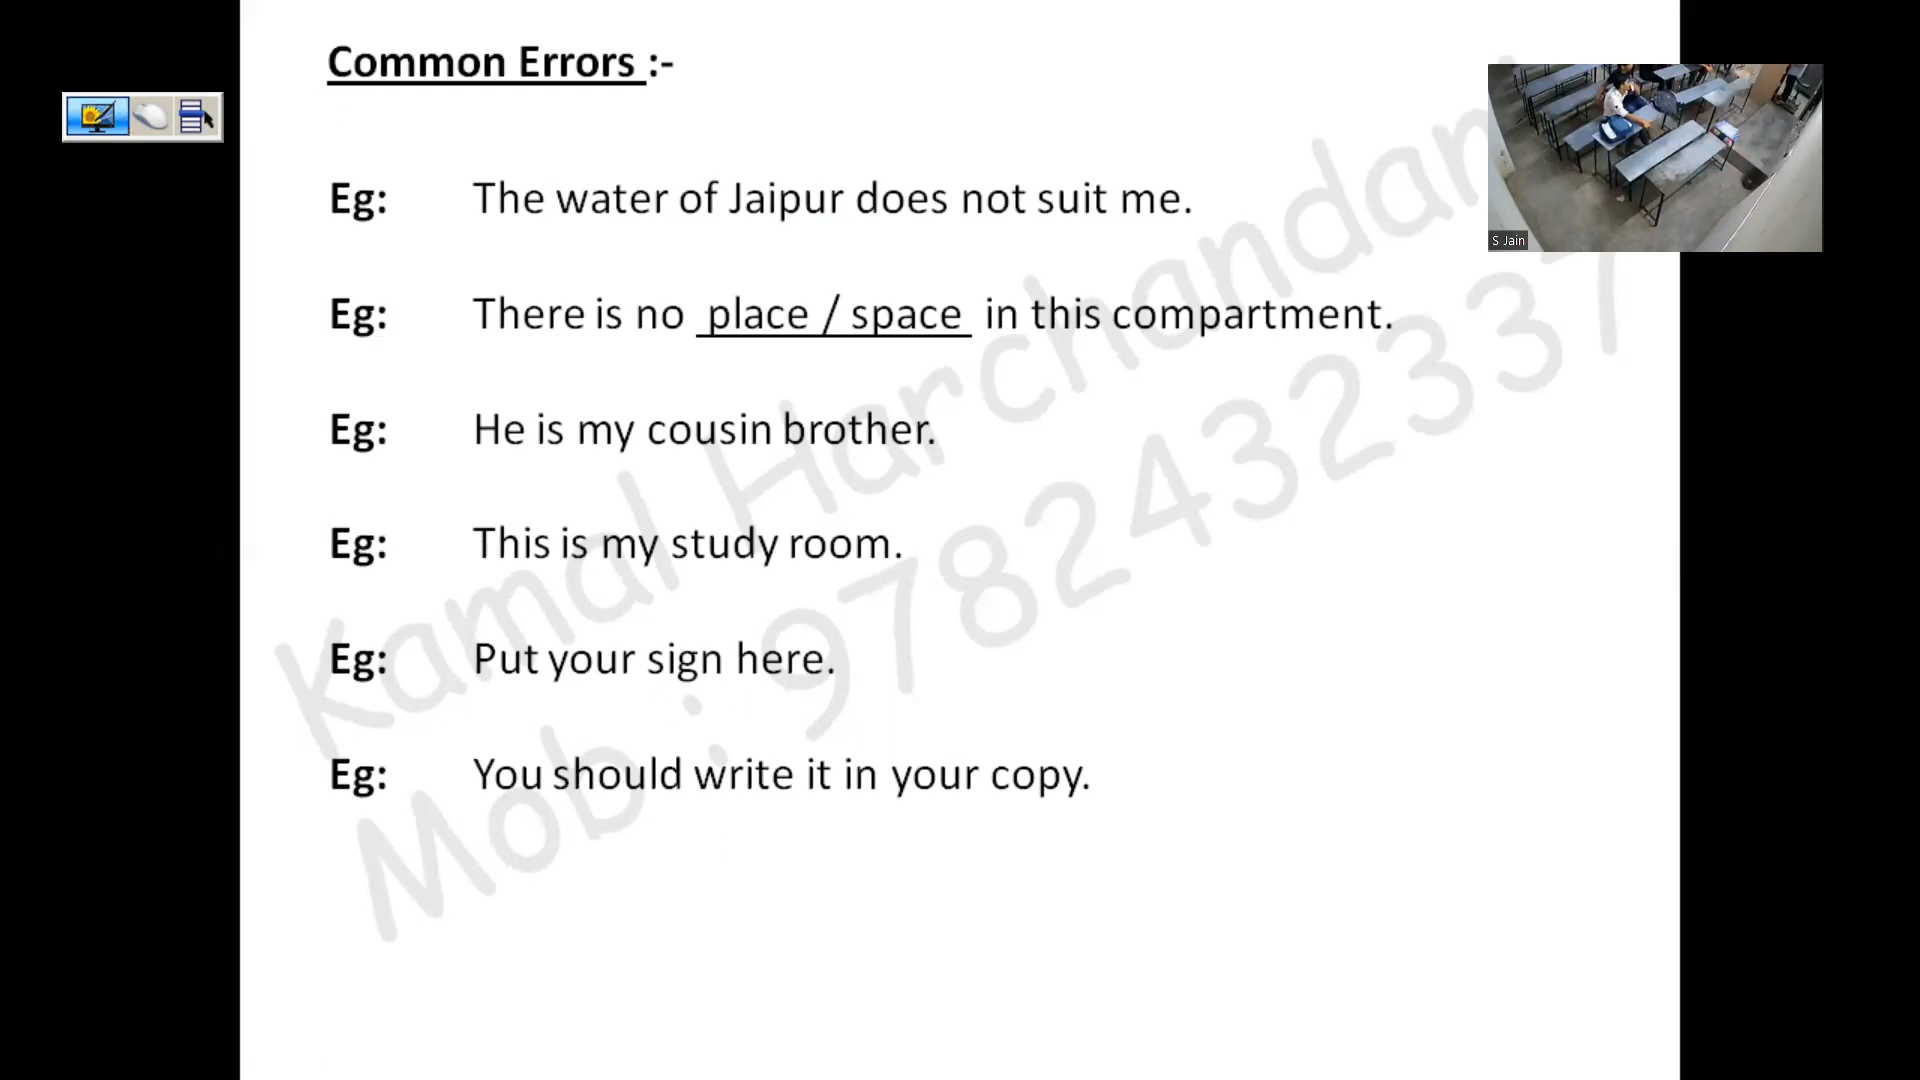 Common Errors :-
Eg: The water of Jaipur does not suit me.
Eg: There is no place / space in this compartment.
Eg: He is my cousin brother.
Eg: This is my study room.
Eg: Put your sign here.
Eg: You should write it in your copy.
Kamal Harchandani
Mob : 9782432337
S Jain